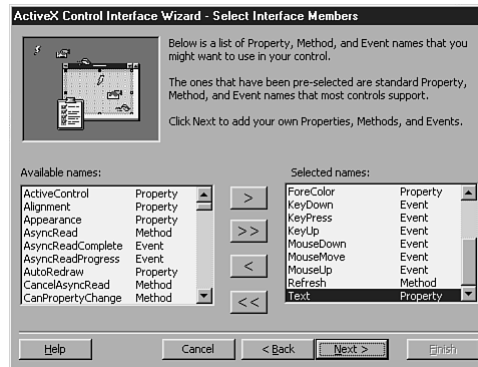 ActiveX Control Interface Wizard - Select Interface Members
Below is a list of Property, Method, and Event names that you
might want to use in your control.
The ones that have been pre-selected are standard Property,
Method, and Event names that most controls support.
Click Next to add your own Properties, Methods, and Events.
Available names:
ActiveControl Property
Alignment Property
Appearance Property
AsyncRead Method
AsyncReadComplete Event
AsyncReadProgress Event
AutoRedraw Property
CancelAsyncRead Method
CanPropertyChange Method
>
>>
<
<<
Selected names:
ForeColor Property
KeyDown Event
KeyPress Event
KeyUp Event
MouseDown Event
MouseMove Event
MouseUp Event
Refresh Method
Text Property
Help Cancel < Back Next > Finish